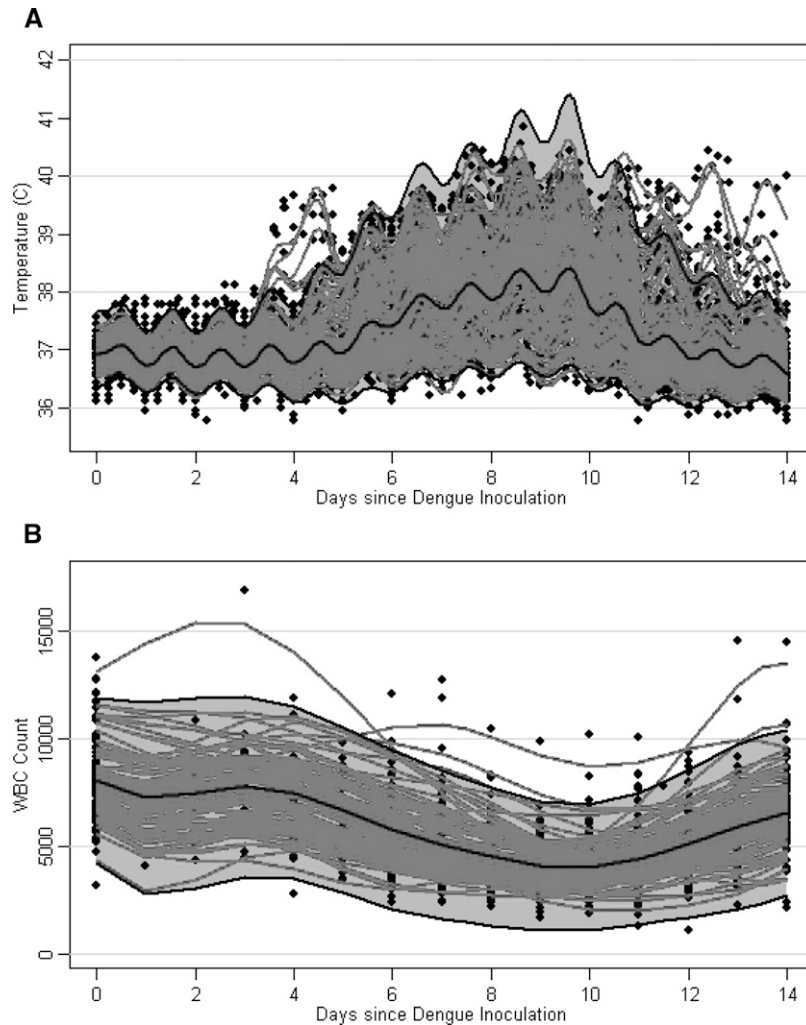 A
42
41
40
39
38
37
36
Temperature (C)
0 2 4 6 8 10 12 14
Days since Dengue Inoculation
B
15000
10000
5000
0
WBC Count
0 2 4 6 8 10 12 14
Days since Dengue Inoculation